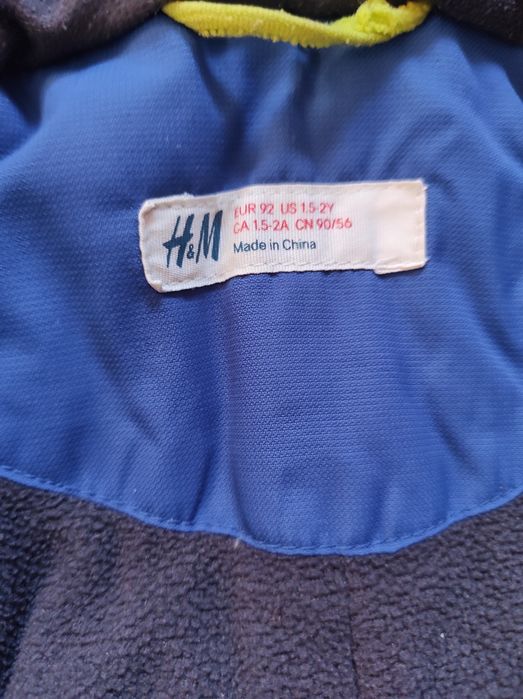 H&M
EUR 92 US 1.5-2Y
CA 1.5-2A CN 90/56
Made in China